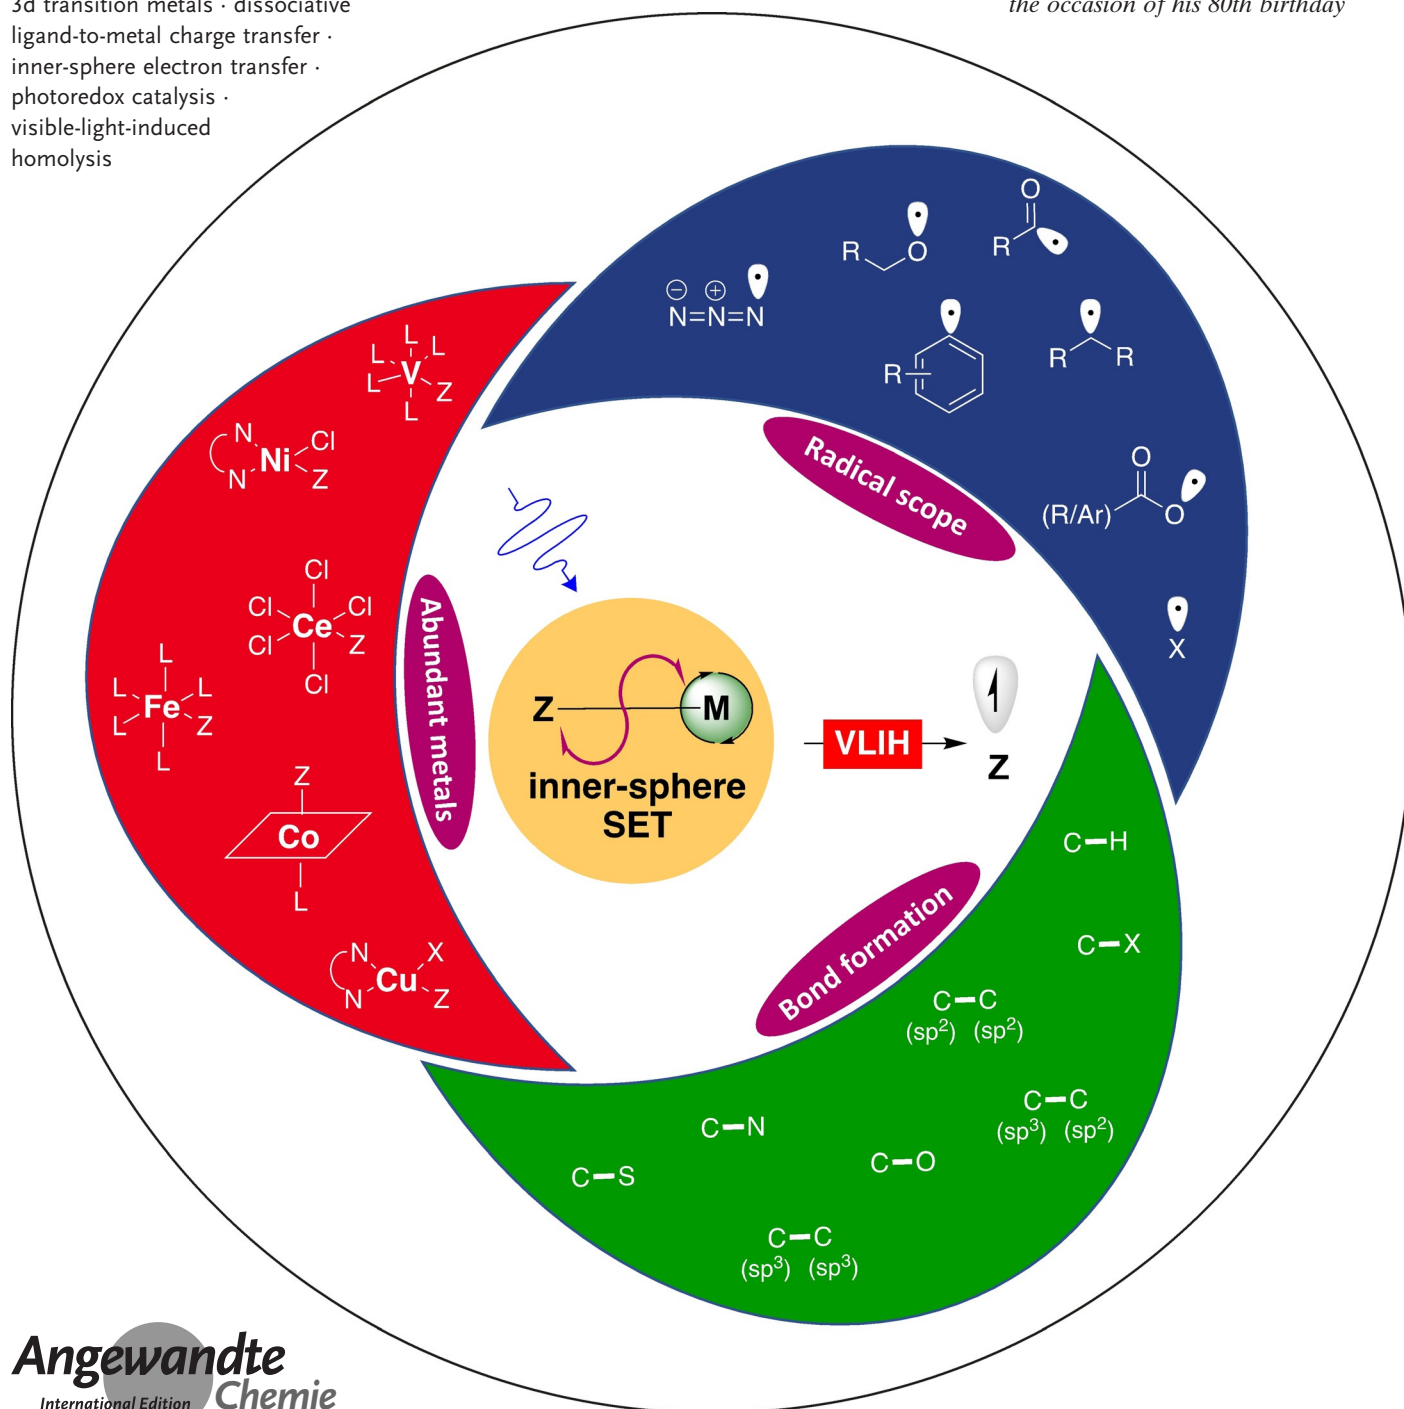 3d transition metals · dissociative
ligand-to-metal charge transfer ·
inner-sphere electron transfer ·
photoredox catalysis ·
visible-light-induced
homolysis
the occasion of his 80th birthday
O
R O
R
⊖ ⊕
N=N=N
R
R R
Radical scope
O
(R/Ar) O
X
L
L L
V
L Z
L
N Cl
Ni
N Z
Cl
Cl Cl
Ce
Cl Z
Cl
L
L L
Fe
L Z
L
Z
Co
L
N X
Cu
N Z
Abundant metals
Z M
inner-sphere
SET
VLIH
Z
Bond formation
C–H
C–X
C–C
(sp²) (sp²)
C–C
(sp³) (sp²)
C–N
C–O
C–S
C–C
(sp³) (sp³)
Angewandte
International Edition Chemie